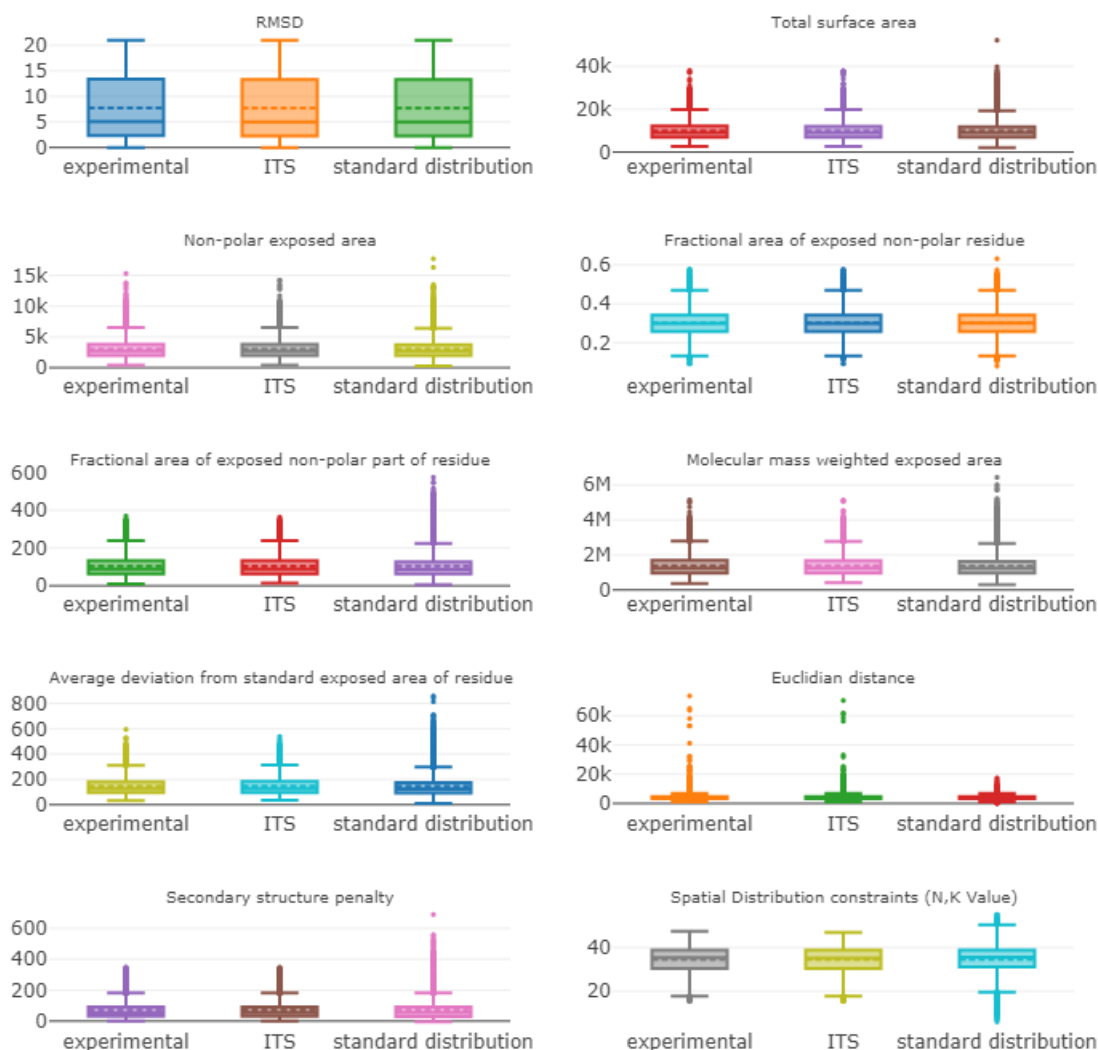 RMSD
20
15
10
5
0
experimental ITS standard distribution
Total surface area
40k
20k
0
experimental ITS standard distribution
Non-polar exposed area
15k
10k
5k
0
experimental ITS standard distribution
Fractional area of exposed non-polar residue
0.6
0.4
0.2
experimental ITS standard distribution
Fractional area of exposed non-polar part of residue
600
400
200
0
experimental ITS standard distribution
Molecular mass weighted exposed area
6M
4M
2M
0
experimental ITS standard distribution
Average deviation from standard exposed area of residue
800
600
400
200
0
experimental ITS standard distribution
Euclidian distance
60k
40k
20k
0
experimental ITS standard distribution
Secondary structure penalty
600
400
200
0
experimental ITS standard distribution
Spatial Distribution constraints (N,K Value)
40
20
experimental ITS standard distribution